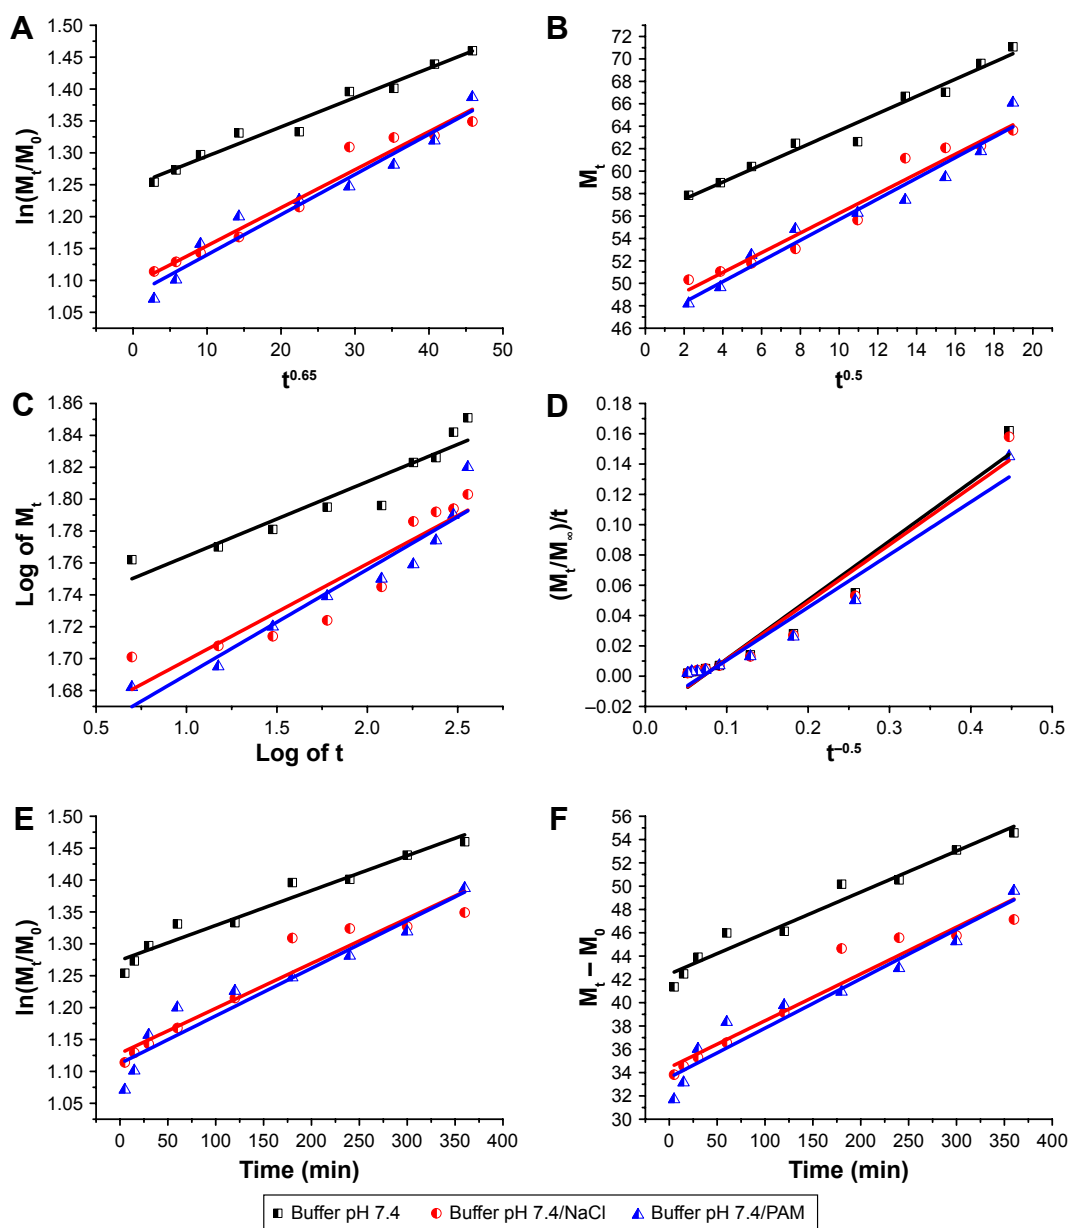 A
ln(Mt/M0)
1.50
1.45
1.40
1.35
1.30
1.25
1.20
1.15
1.10
1.05
0 10 20 30 40 50
t^0.65
B
Mt
72
70
68
66
64
62
60
58
56
54
52
50
48
46
0 2 4 6 8 10 12 14 16 18 20
t^0.5
C
Log of Mt
1.86
1.84
1.82
1.80
1.78
1.76
1.74
1.72
1.70
1.68
0.5 1.0 1.5 2.0 2.5
Log of t
D
(Mt/M∞)/t
0.18
0.16
0.14
0.12
0.10
0.08
0.06
0.04
0.02
0.00
–0.02
0.0 0.1 0.2 0.3 0.4 0.5
t^–0.5
E
ln(Mt/M0)
1.50
1.45
1.40
1.35
1.30
1.25
1.20
1.15
1.10
1.05
0 50 100 150 200 250 300 350 400
Time (min)
F
Mt – M0
56
54
52
50
48
46
44
42
40
38
36
34
32
30
0 50 100 150 200 250 300 350 400
Time (min)
Buffer pH 7.4 Buffer pH 7.4/NaCl Buffer pH 7.4/PAM